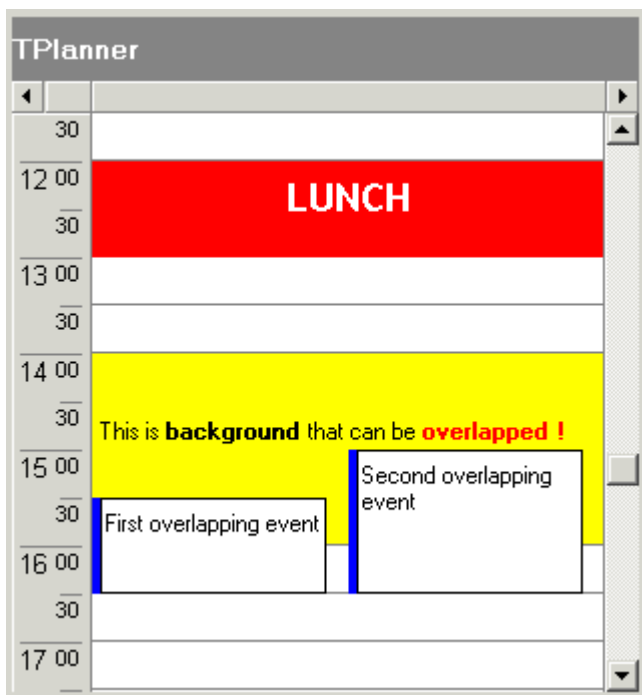 TPlanner
30
12 00
LUNCH
30
13 00
30
14 00
30
This is background that can be overlapped !
15 00
Second overlapping
event
30
First overlapping event
16 00
30
17 00